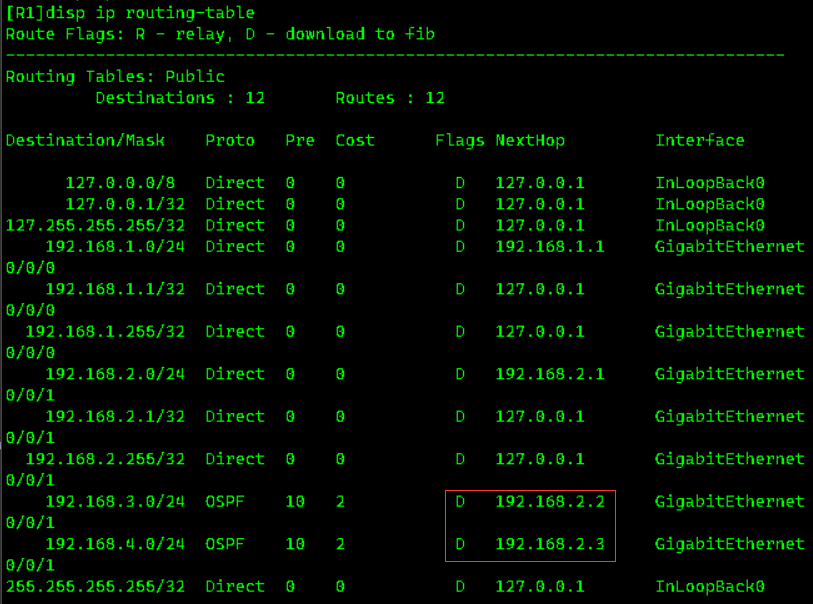 [R1]disp ip routing-table
Route Flags: R - relay, D - download to fib
------------------------------------------------------------------------------
Routing Tables: Public
         Destinations : 12       Routes : 12

Destination/Mask    Proto   Pre  Cost      Flags NextHop         Interface

      127.0.0.0/8   Direct  0    0           D   127.0.0.1       InLoopBack0
      127.0.0.1/32  Direct  0    0           D   127.0.0.1       InLoopBack0
127.255.255.255/32  Direct  0    0           D   127.0.0.1       InLoopBack0
    192.168.1.0/24  Direct  0    0           D   192.168.1.1     GigabitEthernet
0/0/0
    192.168.1.1/32  Direct  0    0           D   127.0.0.1       GigabitEthernet
0/0/0
  192.168.1.255/32  Direct  0    0           D   127.0.0.1       GigabitEthernet
0/0/0
    192.168.2.0/24  Direct  0    0           D   192.168.2.1     GigabitEthernet
0/0/1
    192.168.2.1/32  Direct  0    0           D   127.0.0.1       GigabitEthernet
0/0/1
  192.168.2.255/32  Direct  0    0           D   127.0.0.1       GigabitEthernet
0/0/1
    192.168.3.0/24  OSPF    10   2           D   192.168.2.2     GigabitEthernet
0/0/1
    192.168.4.0/24  OSPF    10   2           D   192.168.2.3     GigabitEthernet
0/0/1
255.255.255.255/32  Direct  0    0           D   127.0.0.1       InLoopBack0